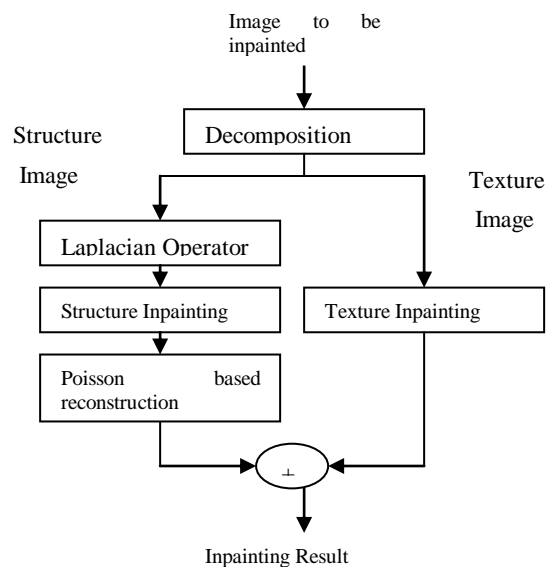 Image to be
inpainted
Decomposition
Structure
Image
Texture
Image
Laplacian Operator
Structure Inpainting
Texture Inpainting
Poisson based
reconstruction
+
Inpainting Result